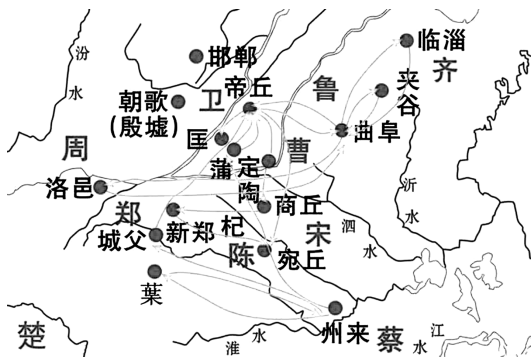 汾水
邯郸
临淄
齐
帝丘
夹谷
朝歌
(殷墟)
卫
鲁
匡
曲阜
周
蒲
定陶
曹
洛邑
沂水
郑
商丘
新郑
杞
宋
泗水
城父
陈
宛丘
葉
楚
州来
蔡
江水
淮水